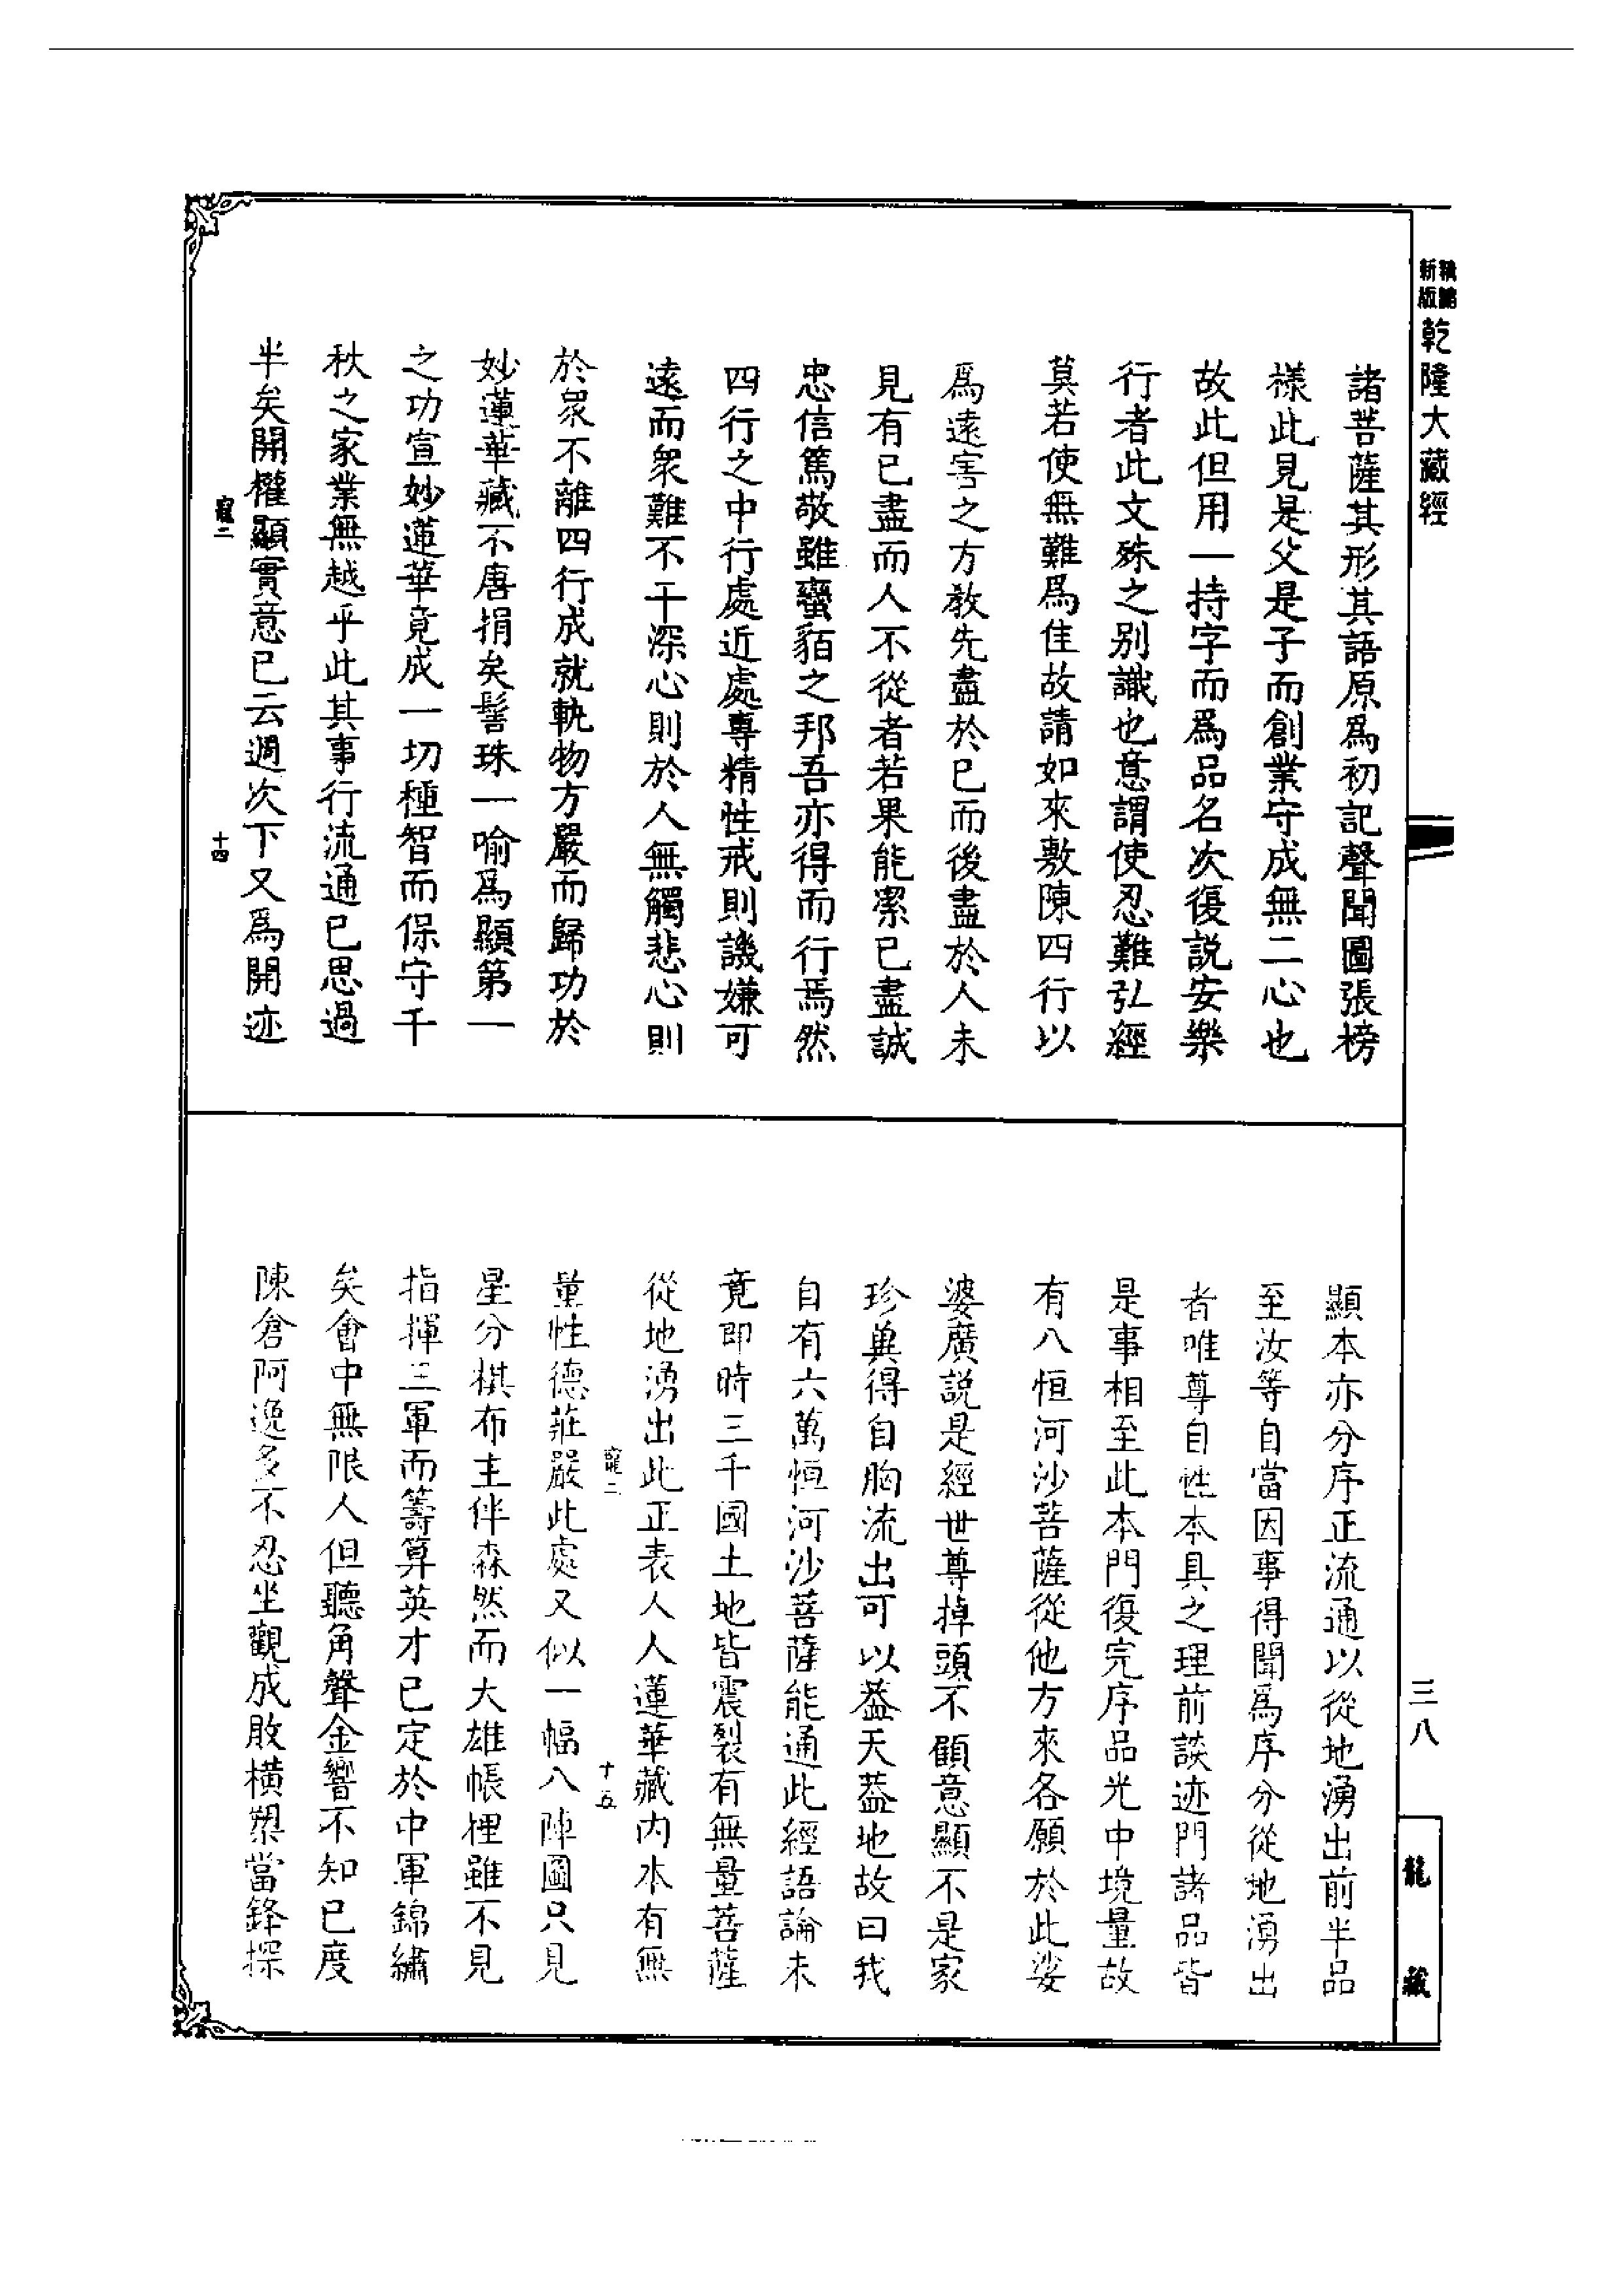 新版
乾隆大藏經
諸菩薩其形其語原爲初記聲聞圖張榜
樣此見是父是子而創業守成無二心也
故此但用一持字而爲品名次復説安樂
行者此文殊之别識也意謂使忍難弘經
莫若使無難爲佳故請如來敷陳四行以
爲遠害之方教先盡於已而後盡於人未
見有已盡而人不從者若果能潔已盡誠
忠信篤敬雖蠻貊之邦吾亦得而行焉然
四行之中行處近處專精性戒則譏嫌可
遠而衆難不干深心則於人無觸悲心則
於衆不離四行成就軌物方嚴而歸功於
妙蓮華藏不唐捐矣髻珠一喻爲顯第一
之功宣妙蓮華竟成一切種智而保守千
秋之家業無越乎此其事行流通已思過
半矣開權顯實意已云週次下又爲開迹
寵二
十四
顯本亦分序正流通以從地湧出前半品
至汝等自當因事得聞爲序分從地湧出
者唯尊自性本具之理前談迹門諸品皆
是事相至此本門復完序品光中境量故
有八恒河沙菩薩從他方來各願於此娑
婆廣説是經世尊掉頭不顧意顯不是家
珍奠得自胸流出可以葢天葢地故曰我
自有六萬恒河沙菩薩能通此經語論未
竟即時三千國土地皆震裂有無量菩薩
從地湧出此正表人人蓮華藏内本有無
寵二
十五
量性德莊嚴此處又似一幅八陣圖只見
星分棋布主伴森然而大雄帳裡雖不見
指揮三軍而籌算英才已定於中軍錦繡
矣會中無限人但聽角聲金響不知已度
陳倉阿逸多不忍坐觀成敗橫槊當鋒探
三八
龍藏